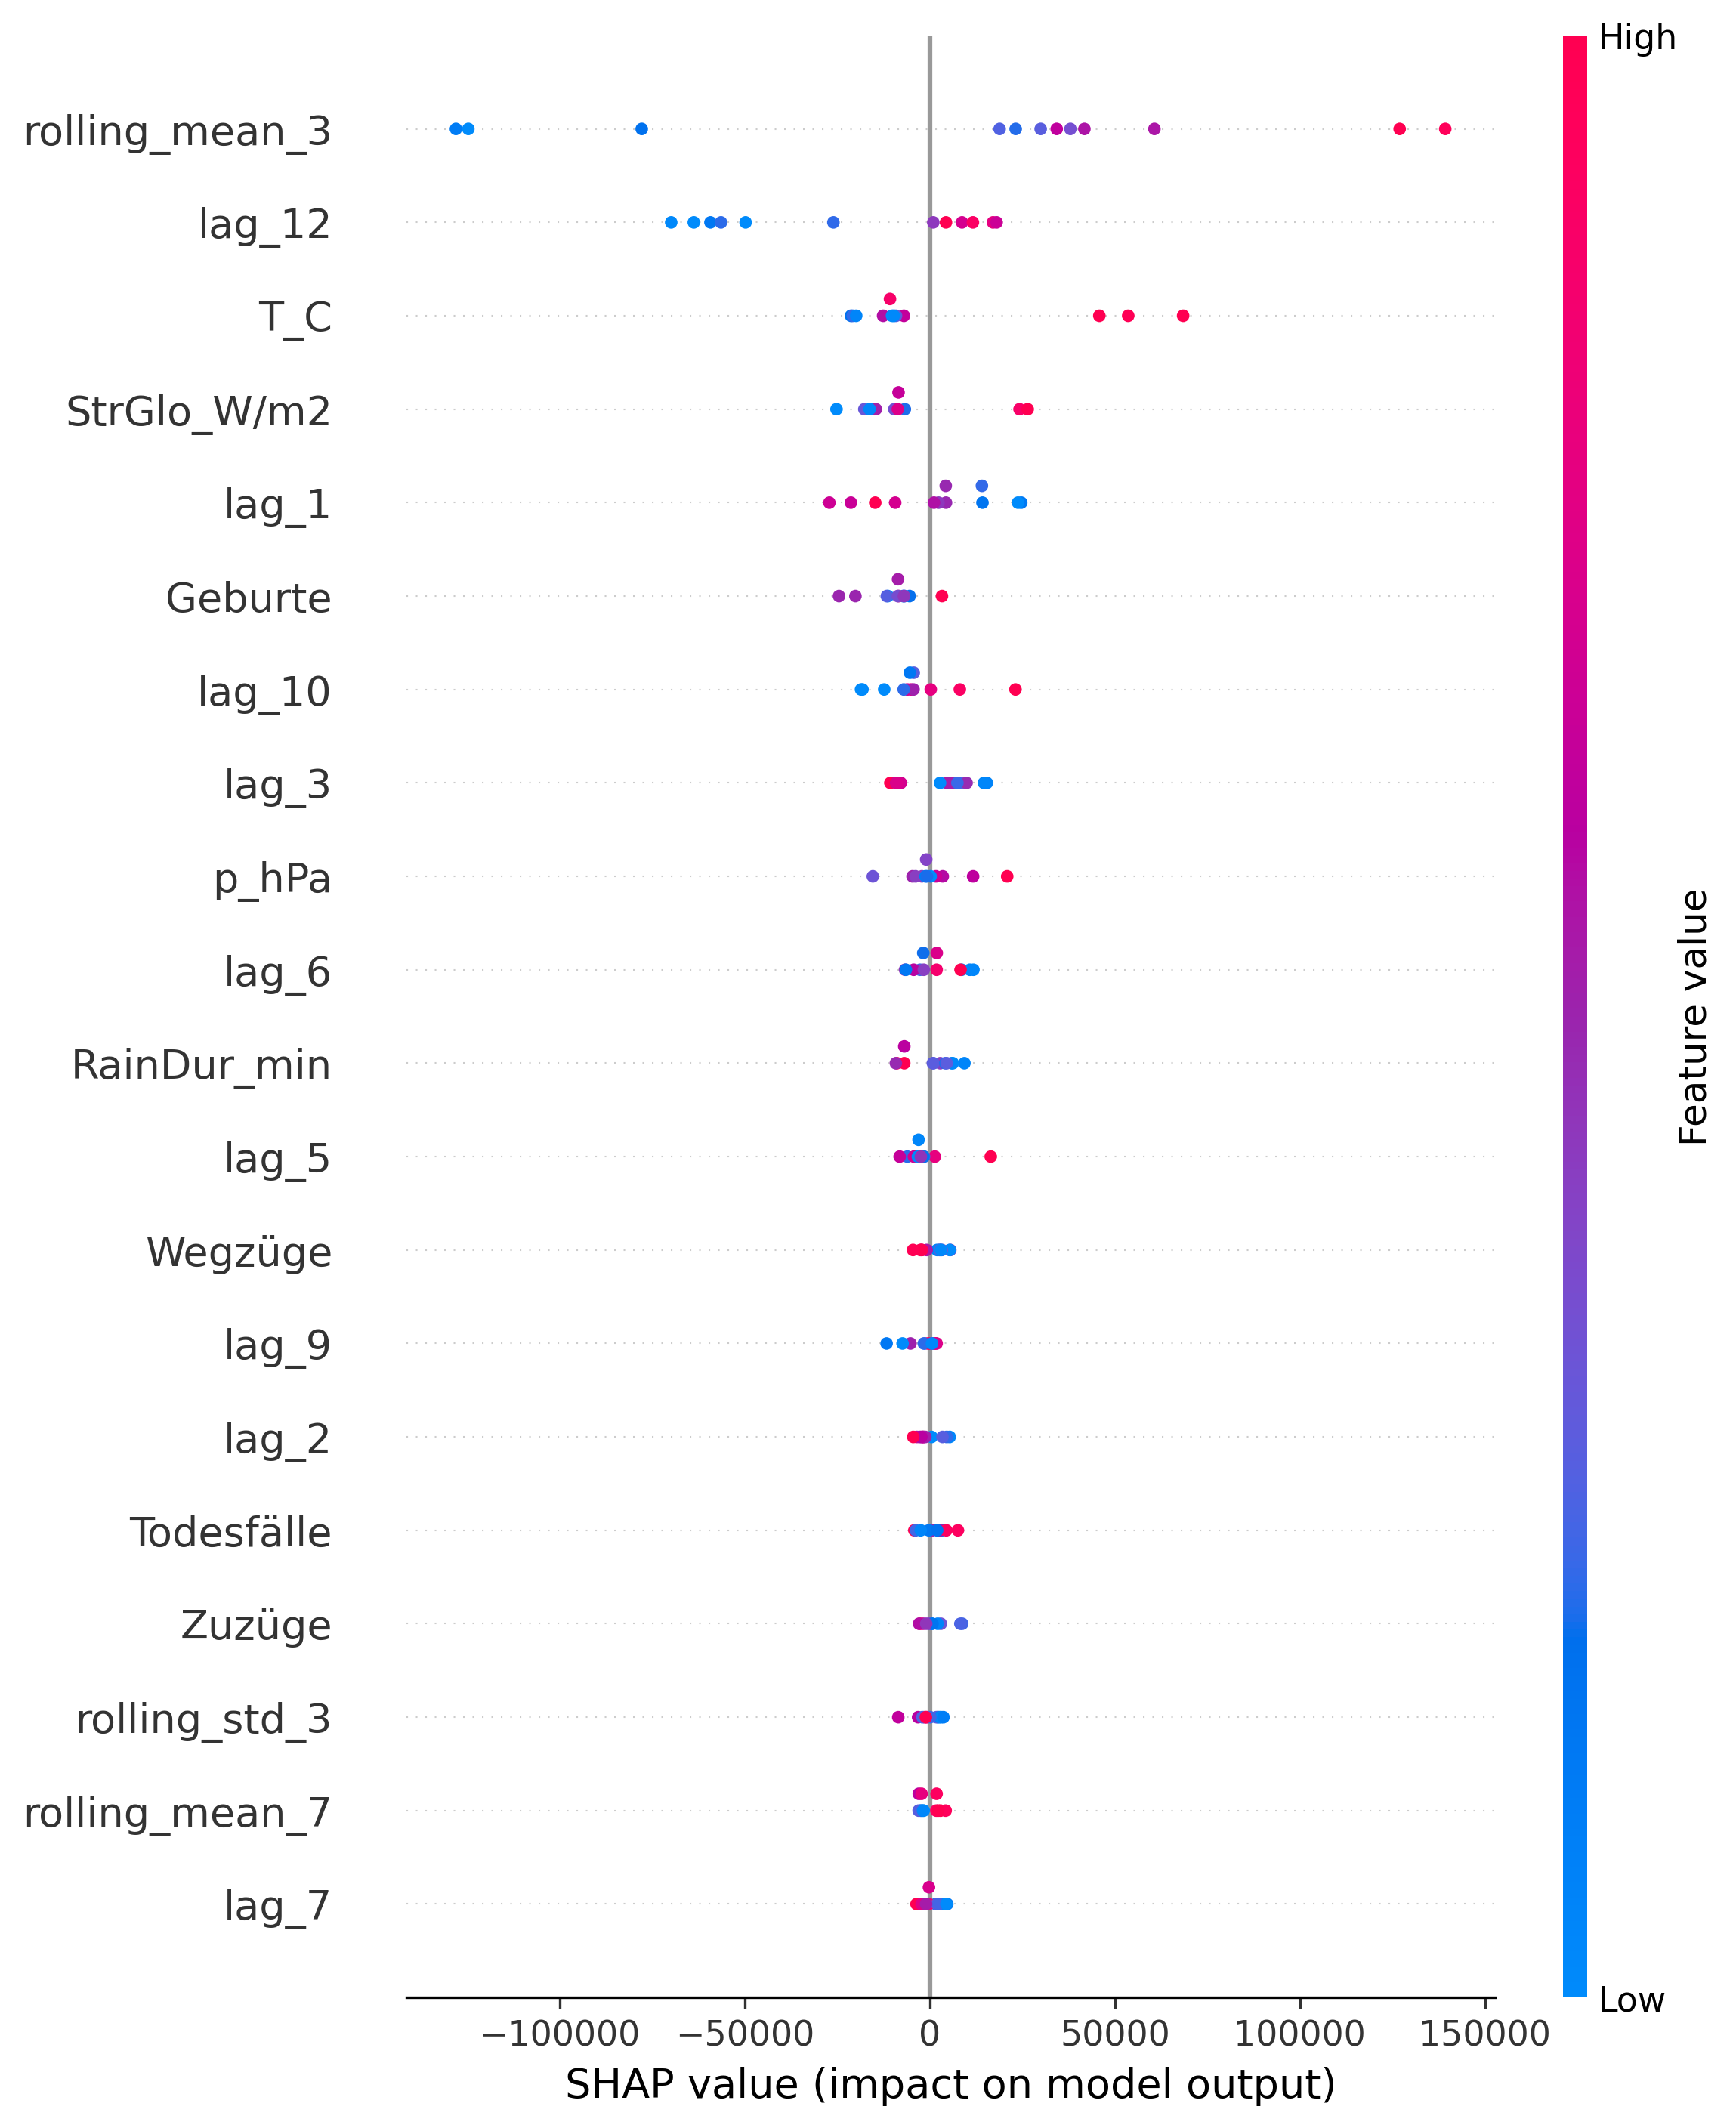 High
rolling_mean_3
lag_12
T_C
StrGlo_W/m2
lag_1
Geburte
lag_10
lag_3
p_hPa
lag_6
RainDur_min
lag_5
Wegzüge
lag_9
lag_2
Todesfälle
Zuzüge
rolling_std_3
rolling_mean_7
lag_7
Feature value
Low
−100000 −50000 0 50000 100000 150000
SHAP value (impact on model output)